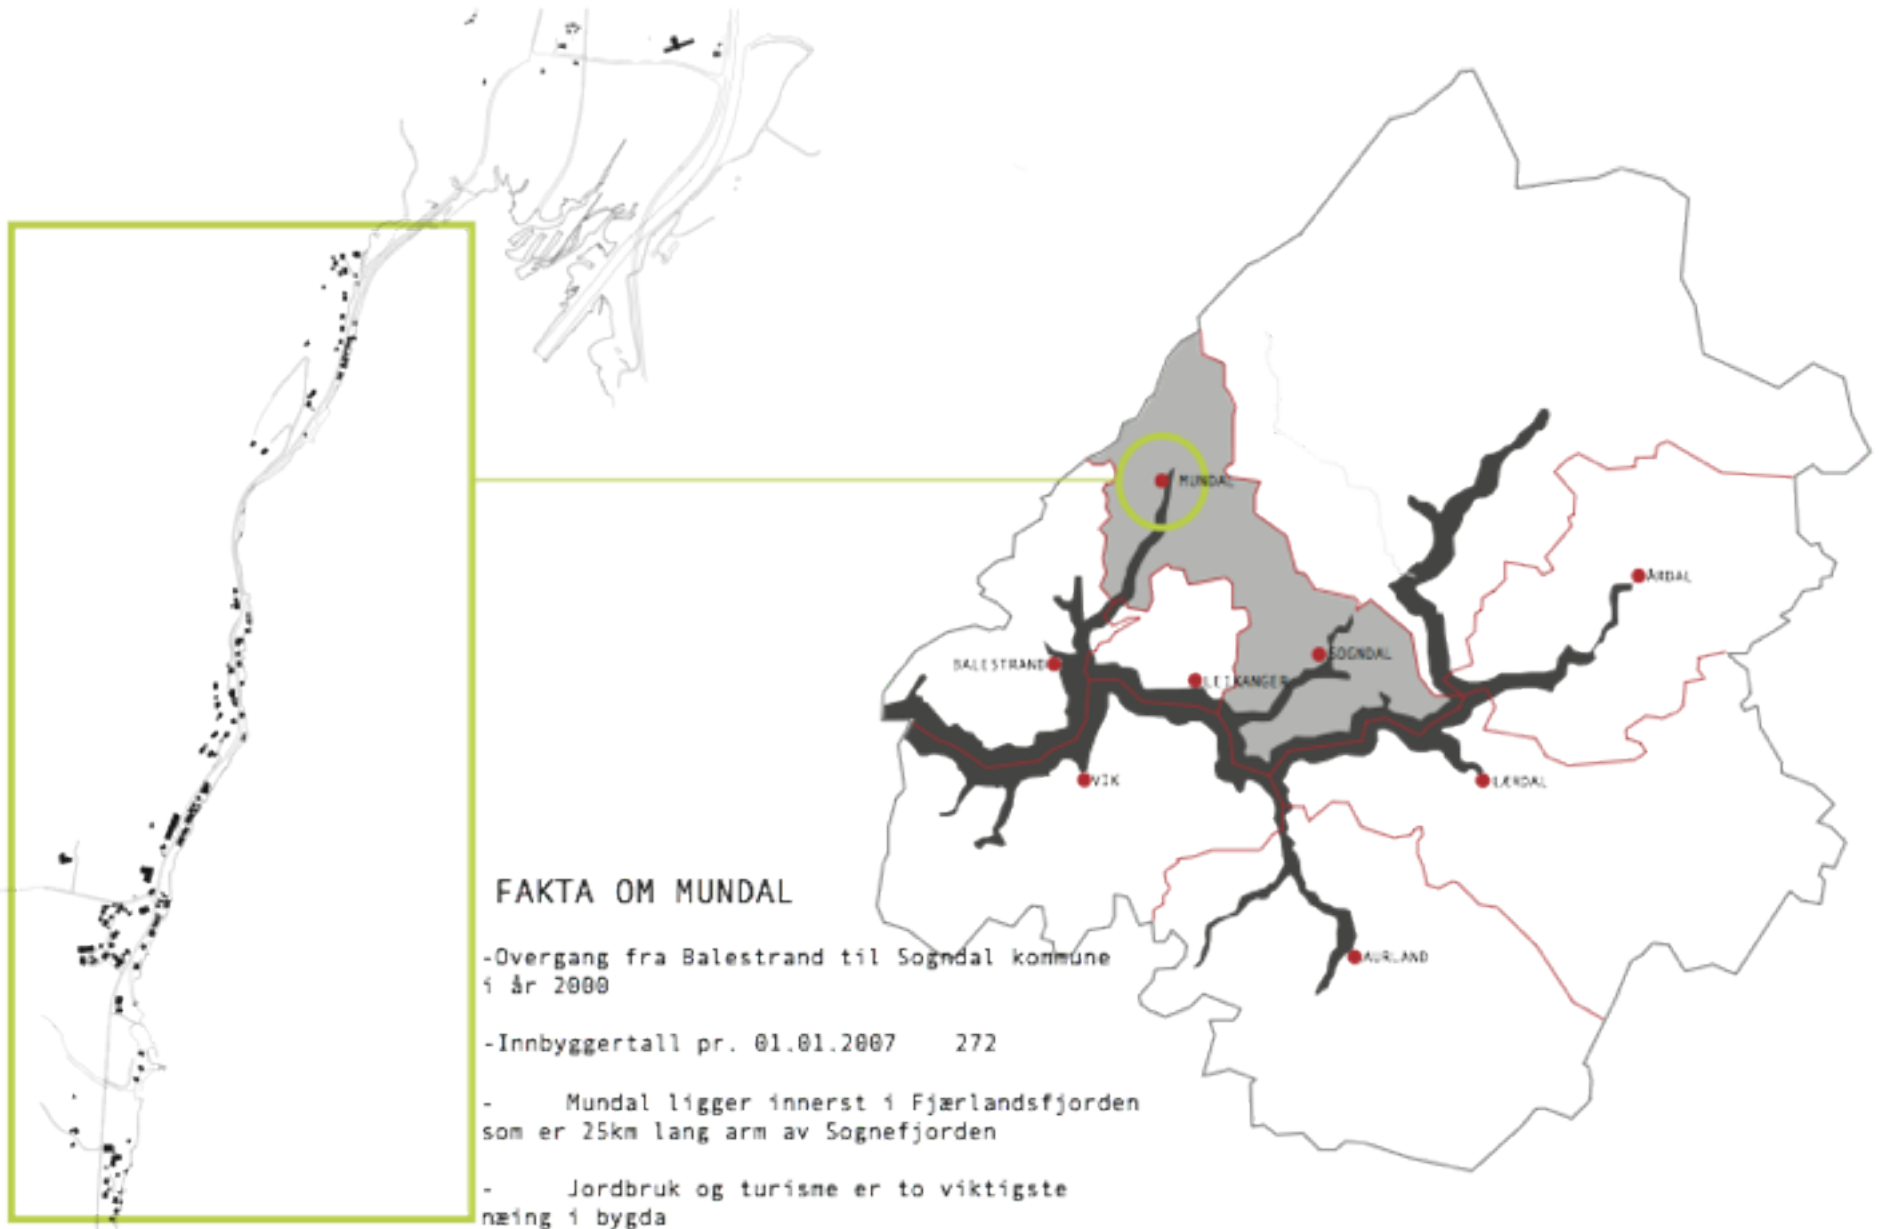 MUNDAL
ÅRDAL
SOGNDAL
BALESTRAND
LEIKANGER
VIK
LÆRDAL
AURLAND
FAKTA OM MUNDAL
-Overgang fra Balestrand til Sogndal kommune
i år 2000
-Innbyggertall pr. 01.01.2007 272
- Mundal ligger innerst i Fjærlandsfjorden
som er 25km lang arm av Sognefjorden
- Jordbruk og turisme er to viktigste
næing i bygda